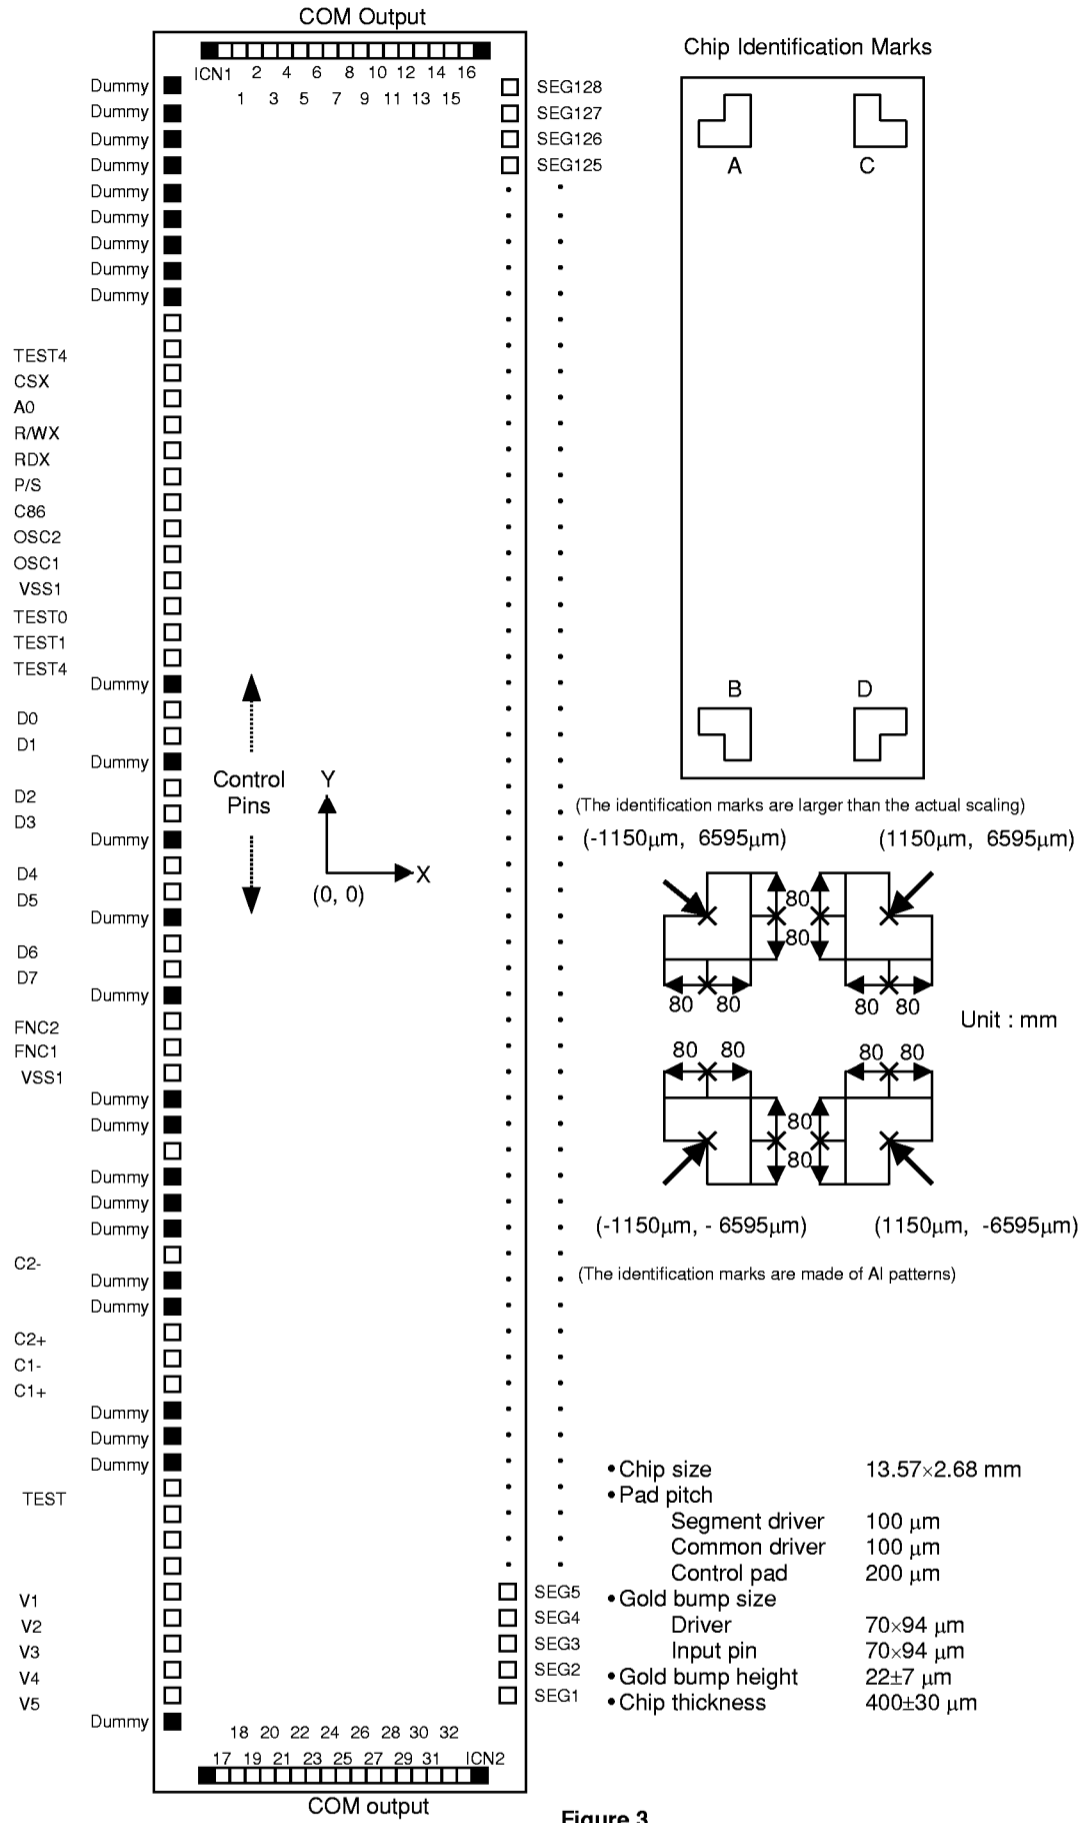 COM Output
ICN1 2 4 6 8 10 12 14 16
1 3 5 7 9 11 13 15
Dummy
Dummy
Dummy
Dummy
Dummy
Dummy
Dummy
Dummy
Dummy
TEST4
CSX
A0
R/WX
RDX
P/S
C86
OSC2
OSC1
VSS1
TEST0
TEST1
TEST4
Dummy
D0
D1
Dummy
D2
D3
Dummy
D4
D5
Dummy
D6
D7
Dummy
FNC2
FNC1
VSS1
Dummy
Dummy
Dummy
Dummy
Dummy
C2-
Dummy
Dummy
C2+
C1-
C1+
Dummy
Dummy
Dummy
TEST
V1
V2
V3
V4
V5
Dummy
Control
Pins
Y
X
(0, 0)
SEG128
SEG127
SEG126
SEG125
SEG5
SEG4
SEG3
SEG2
SEG1
18 20 22 24 26 28 30 32
17 19 21 23 25 27 29 31 ICN2
COM output
Chip Identification Marks
A C
B D
(The identification marks are larger than the actual scaling)
(-1150µm, 6595µm) (1150µm, 6595µm)
80
80
80 80 80 80
Unit : mm
80 80 80 80
80
80
(-1150µm, - 6595µm) (1150µm, -6595µm)
(The identification marks are made of Al patterns)
• Chip size 13.57×2.68 mm
• Pad pitch
Segment driver 100 µm
Common driver 100 µm
Control pad 200 µm
• Gold bump size
Driver 70×94 µm
Input pin 70×94 µm
• Gold bump height 22±7 µm
• Chip thickness 400±30 µm
Figure 3